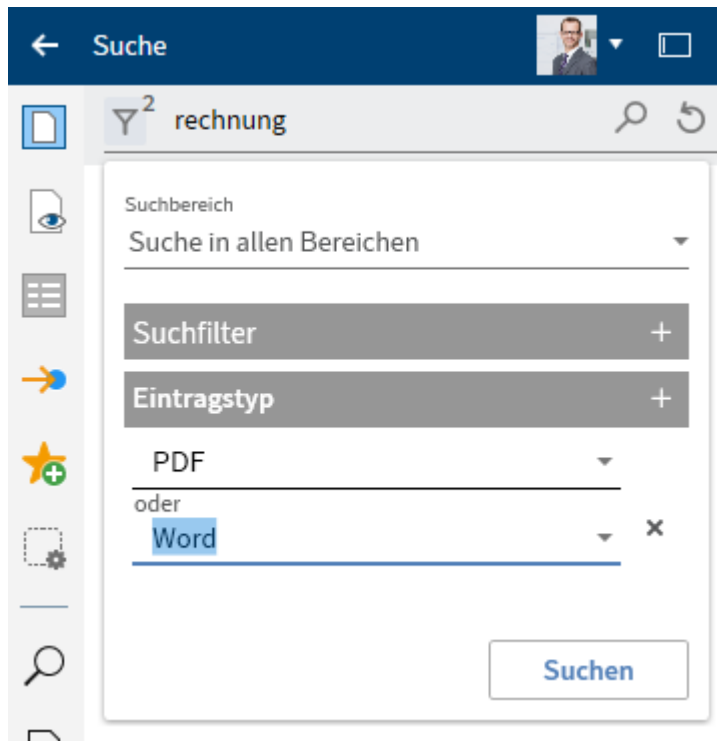 Suche
2
rechnung
Suchbereich
Suche in allen Bereichen
Suchfilter +
Eintragstyp +
PDF
oder
Word
Suchen